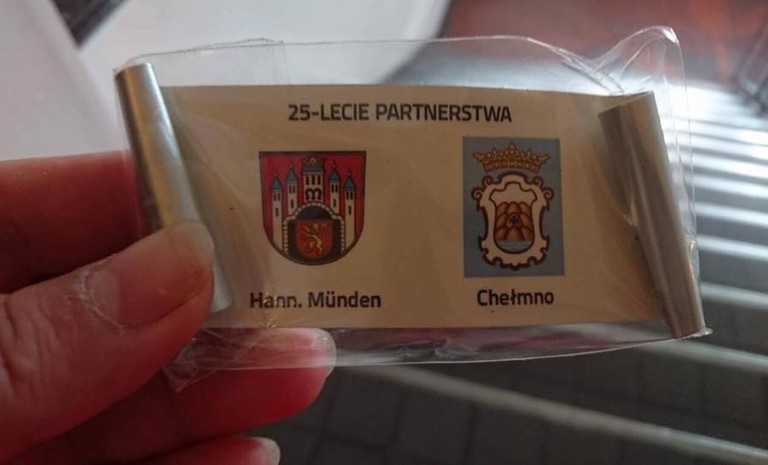 25-LECIE PARTNERSTWA
Hann. Münden
Chełmno